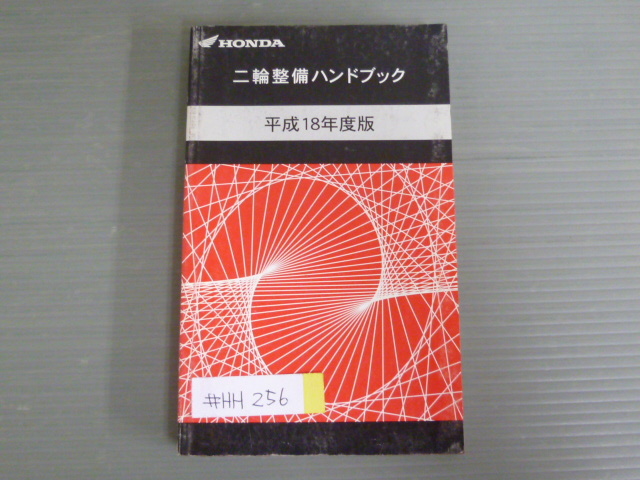 HONDA
二輪整備ハンドブック
平成18年度版
#HH 256